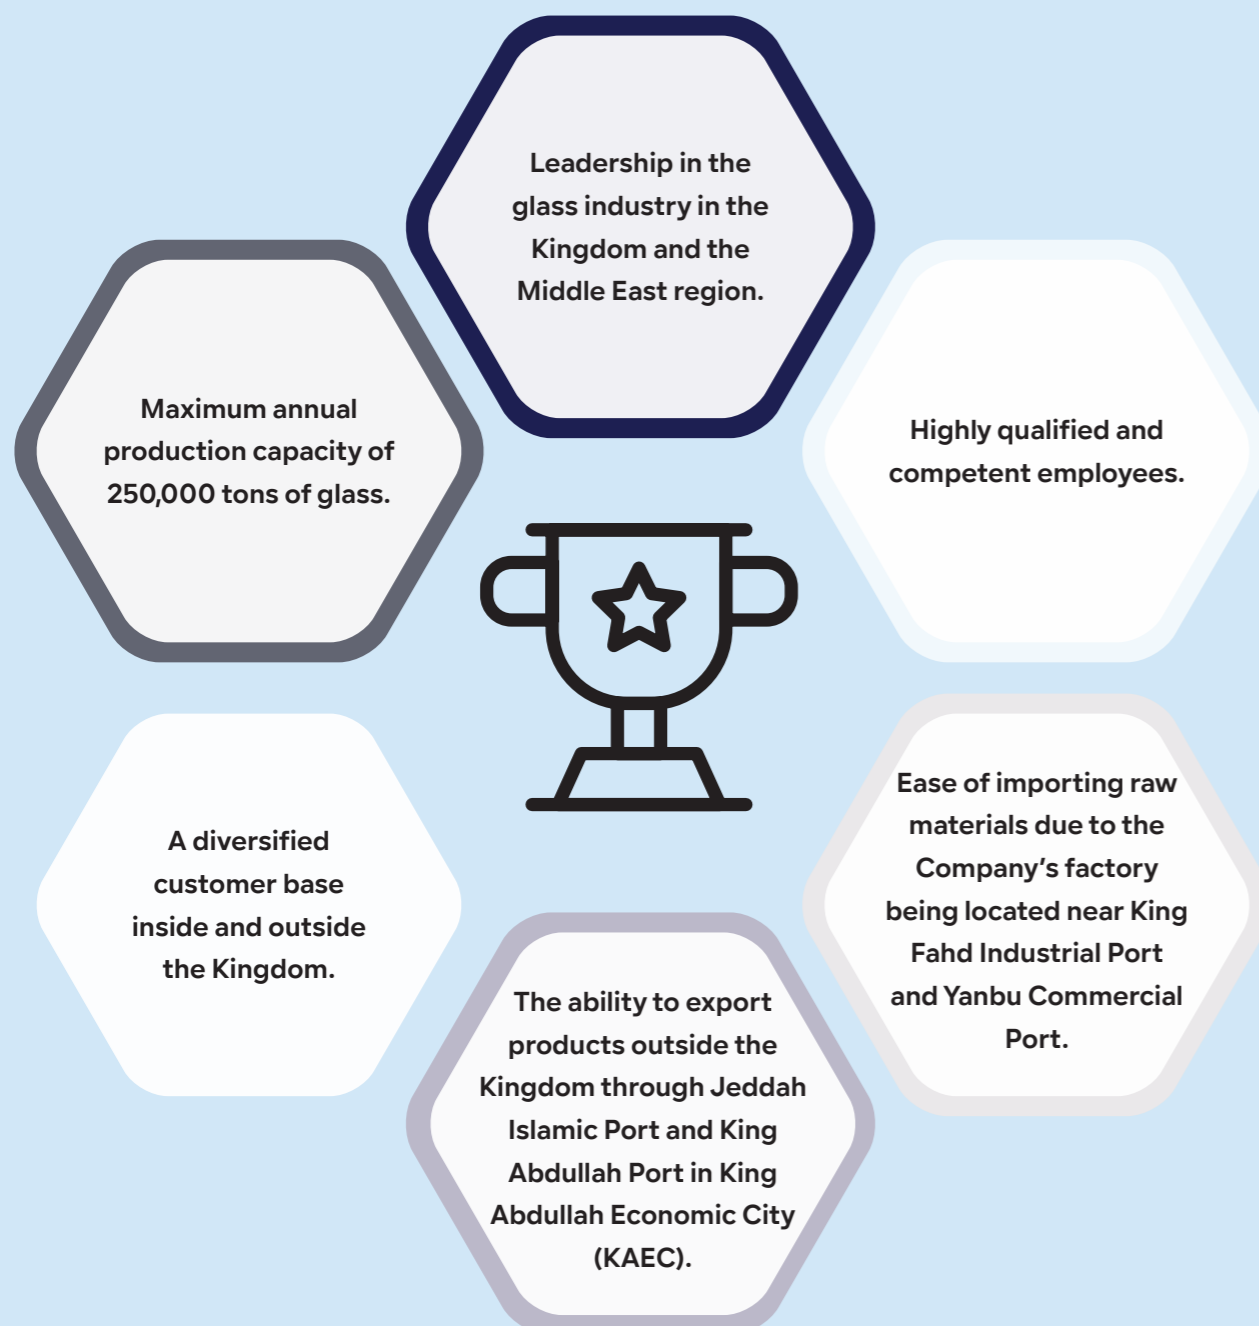 Leadership in the
glass industry in the
Kingdom and the
Middle East region.
Maximum annual
production capacity of
250,000 tons of glass.
Highly qualified and
competent employees.
A diversified
customer base
inside and outside
the Kingdom.
Ease of importing raw
materials due to the
Company's factory
being located near King
Fahd Industrial Port
and Yanbu Commercial
Port.
The ability to export
products outside the
Kingdom through Jeddah
Islamic Port and King
Abdullah Port in King
Abdullah Economic City
(KAEC).